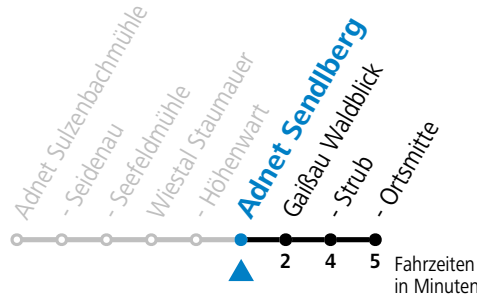 Adnet Sulzenbachmühle
- Seidenau
- Seefeldmühle
Wiestal Staumauer
- Höhenwart
Adnet Sendlberg
Gaißau Waldblick
- Strub
- Ortsmitte
2 4 5
Fahrzeiten
in Minuten